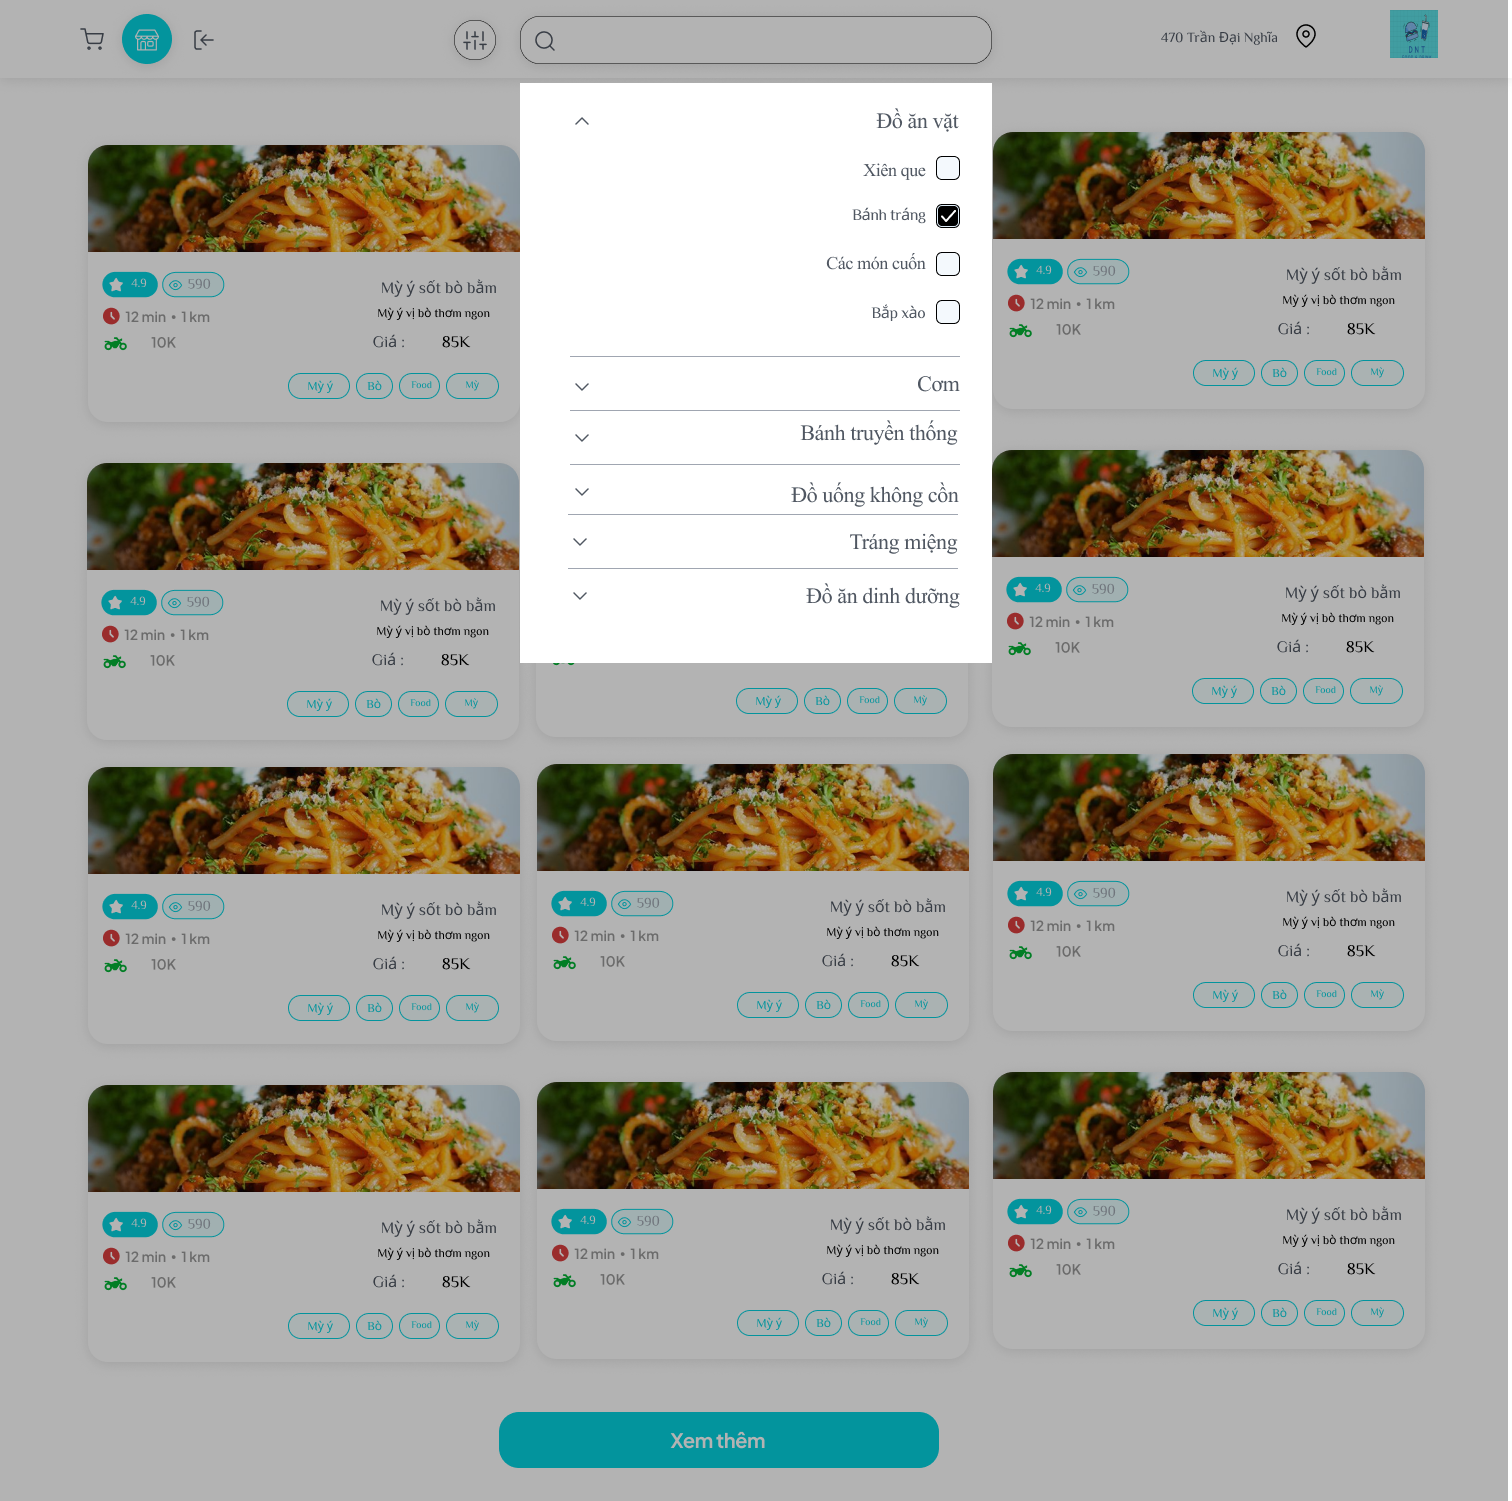 470 Trần Đại Nghĩa
DNT
Đồ ăn vặt
Xiên que
Bánh tráng
Các món cuốn
Bắp xào
Cơm
Bánh truyền thống
Đồ uống không cồn
Tráng miệng
Đồ ăn dinh dưỡng
4.9 590
Mỳ ý sốt bò bằm
12 min • 1 km
Mỳ ý vị bò thơm ngon
10K
Giá : 85K
Mỳ ý Bò Food Mỳ
4.9 590
Mỳ ý sốt bò bằm
12 min • 1 km
Mỳ ý vị bò thơm ngon
10K
Giá : 85K
Mỳ ý Bò Food Mỳ
4.9 590
Mỳ ý sốt bò bằm
12 min • 1 km
Mỳ ý vị bò thơm ngon
10K
Giá : 85K
Mỳ ý Bò Food Mỳ
Mỳ ý Bò Food Mỳ
4.9 590
Mỳ ý sốt bò bằm
12 min • 1 km
Mỳ ý vị bò thơm ngon
10K
Giá : 85K
Mỳ ý Bò Food Mỳ
4.9 590
Mỳ ý sốt bò bằm
12 min • 1 km
Mỳ ý vị bò thơm ngon
10K
Giá : 85K
Mỳ ý Bò Food Mỳ
4.9 590
Mỳ ý sốt bò bằm
12 min • 1 km
Mỳ ý vị bò thơm ngon
10K
Giá : 85K
Mỳ ý Bò Food Mỳ
4.9 590
Mỳ ý sốt bò bằm
12 min • 1 km
Mỳ ý vị bò thơm ngon
10K
Giá : 85K
Mỳ ý Bò Food Mỳ
4.9 590
Mỳ ý sốt bò bằm
12 min • 1 km
Mỳ ý vị bò thơm ngon
10K
Giá : 85K
Mỳ ý Bò Food Mỳ
4.9 590
Mỳ ý sốt bò bằm
12 min • 1 km
Mỳ ý vị bò thơm ngon
10K
Giá : 85K
Mỳ ý Bò Food Mỳ
4.9 590
Mỳ ý sốt bò bằm
12 min • 1 km
Mỳ ý vị bò thơm ngon
10K
Giá : 85K
Mỳ ý Bò Food Mỳ
Xem thêm